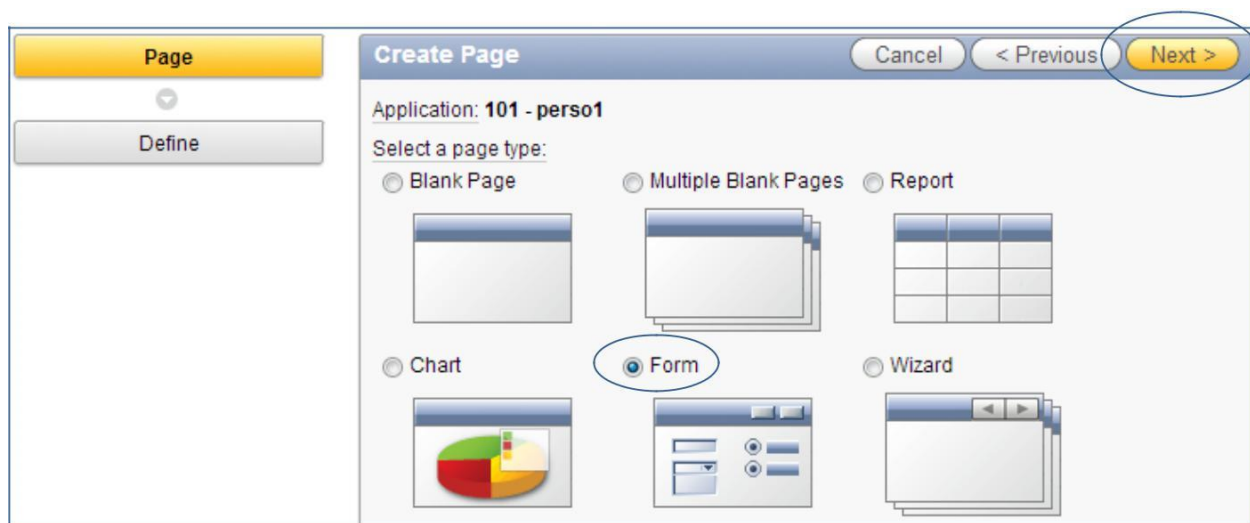 Page
Define
Create Page
Cancel
< Previous
Next >
Application: 101 - perso1
Select a page type:
Blank Page
Multiple Blank Pages
Report
Chart
Form
Wizard